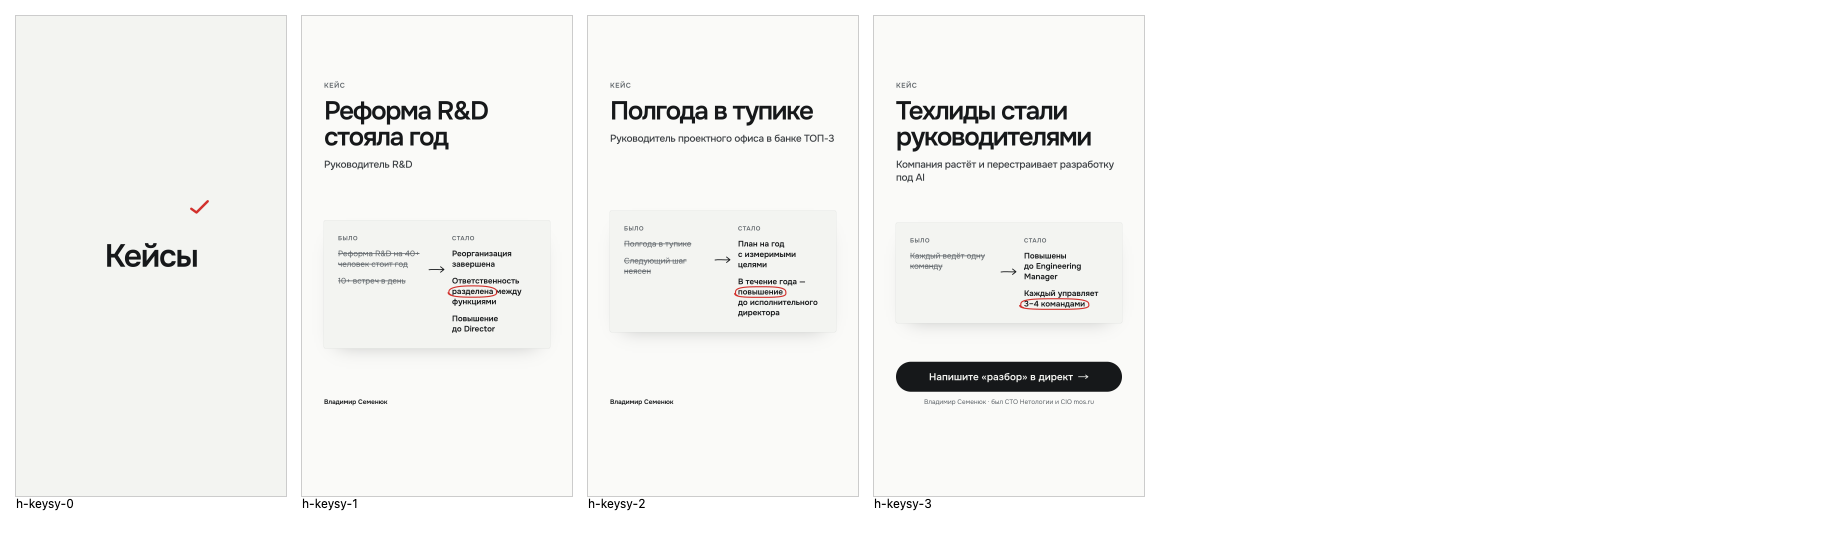 Кейсы
h-keysy-0
КЕЙС
Реформа R&D
стояла год
Руководитель R&D
БЫЛО
Реформа R&D на 40+
человек стоит год
10+ встреч в день
СТАЛО
Реорганизация
завершена
Ответственность
разделена между
функциями
Повышение
до Director
Владимир Семенюк
h-keysy-1
КЕЙС
Полгода в тупике
Руководитель проектного офиса в банке ТОП-3
БЫЛО
Полгода в тупике
Следующий шаг
неясен
СТАЛО
План на год
с измеримыми
целями
В течение года —
повышение
до исполнительного
директора
Владимир Семенюк
h-keysy-2
КЕЙС
Техлиды стали
руководителями
Компания растёт и перестраивает разработку
под AI
БЫЛО
Каждый ведёт одну
команду
СТАЛО
Повышены
до Engineering
Manager
Каждый управляет
3–4 командами
Напишите «разбор» в директ →
Владимир Семенюк · был СТО Нетологии и CIO mos.ru
h-keysy-3